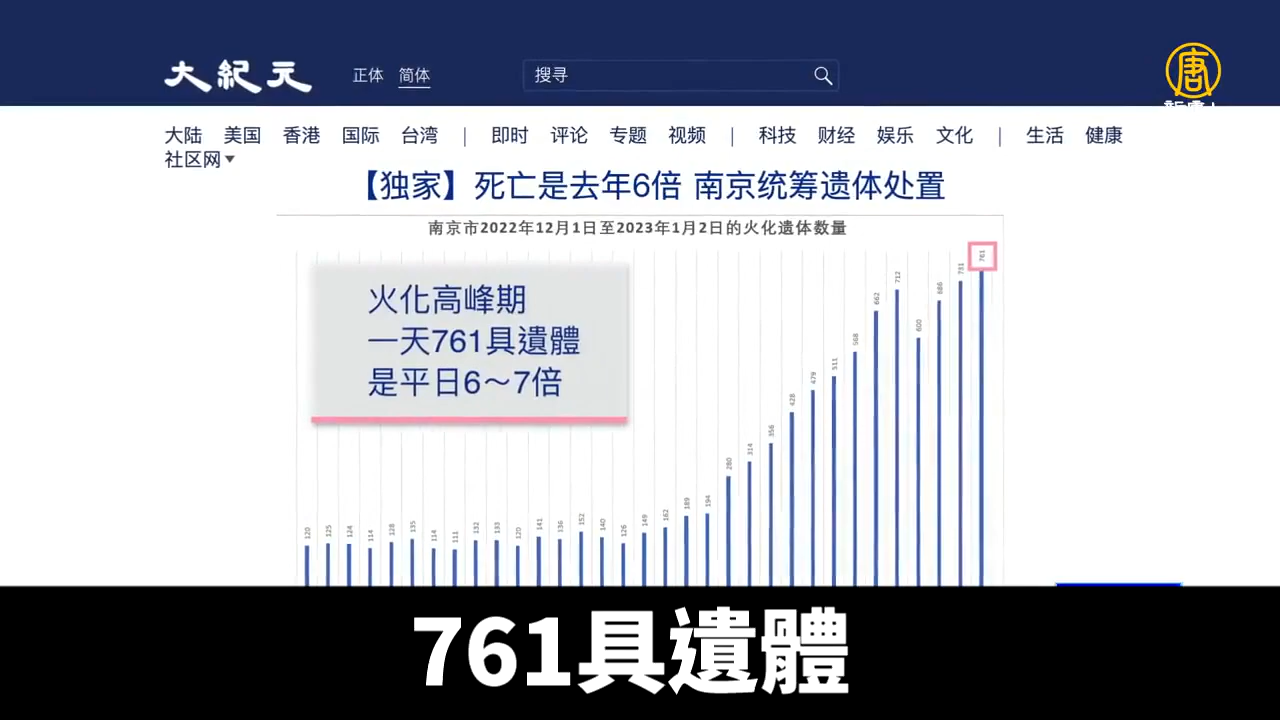 大紀元
正体 简体
搜寻
唐
大陆 美国 香港 国际 台湾 | 即时 评论 专题 视频 | 科技 财经 娱乐 文化 | 生活 健康
社区网
【独家】死亡是去年6倍 南京统筹遗体处置
南京市2022年12月1日至2023年1月2日的火化遗体数量
火化高峰期
一天761具遺體
是平日6～7倍
120 125 124 114 128 135 114 111 132 133 120 141 136 152 140 126 149 162 189 194 280 314 356 428 479 511 568 662 712 600 686 731 761
761具遺體